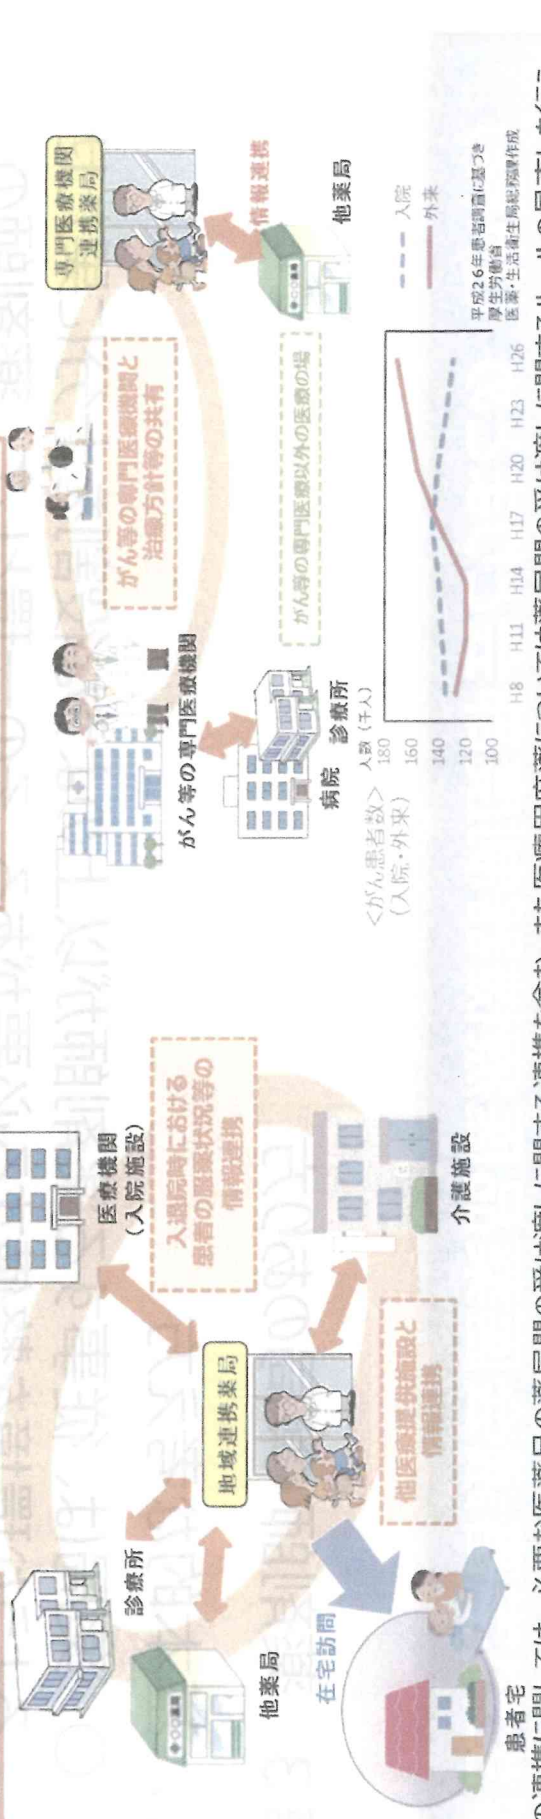 診療所
他薬局
在宅訪問
患者宅
地域連携薬局
医療機関
(入院施設)
入退院時における
患者の服薬状況等の
情報連携
他医療提供施設と
情報連携
介護施設
がん等の専門医療機関
がん等の専門医療機関と
治療方針等の共有
専門医療機関
連携薬局
情報連携
他薬局
病院
診療所
がん等の専門医療以外の医療の場
<がん患者数>
(入院・外来)
人数(千人)
180
160
140
120
100
H8 H11 H14 H17 H20 H23 H26
入院
外来
平成26年患者調査に基づき
厚生労働省
医薬・生活衛生局総務課作成